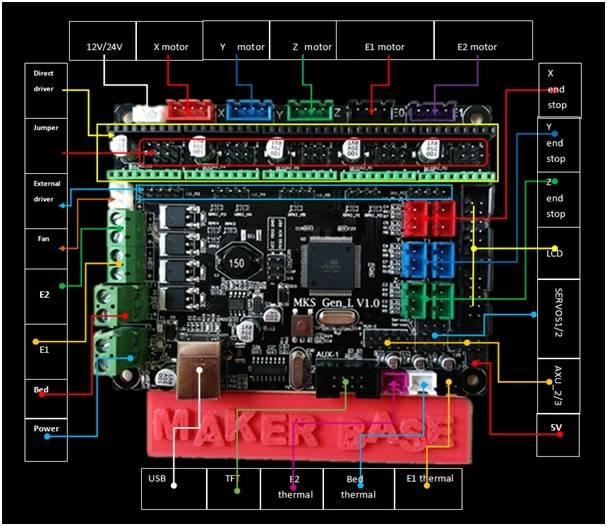 12V/24V
X motor
Y motor
Z motor
E1 motor
E2 motor
Direct
driver
Jumper
External
driver
Fan
E2
E1
Bed
Power
X
end
stop
Y
end
stop
Z
end
stop
LCD
SERVOS1/2
AXU_2/3
5V
X
Y
Z
E0
E1
150
MKS Gen_L V1.0
AUX-1
MAKER BASE
USB
TFT
E2
thermal
Bed
thermal
E1 thermal